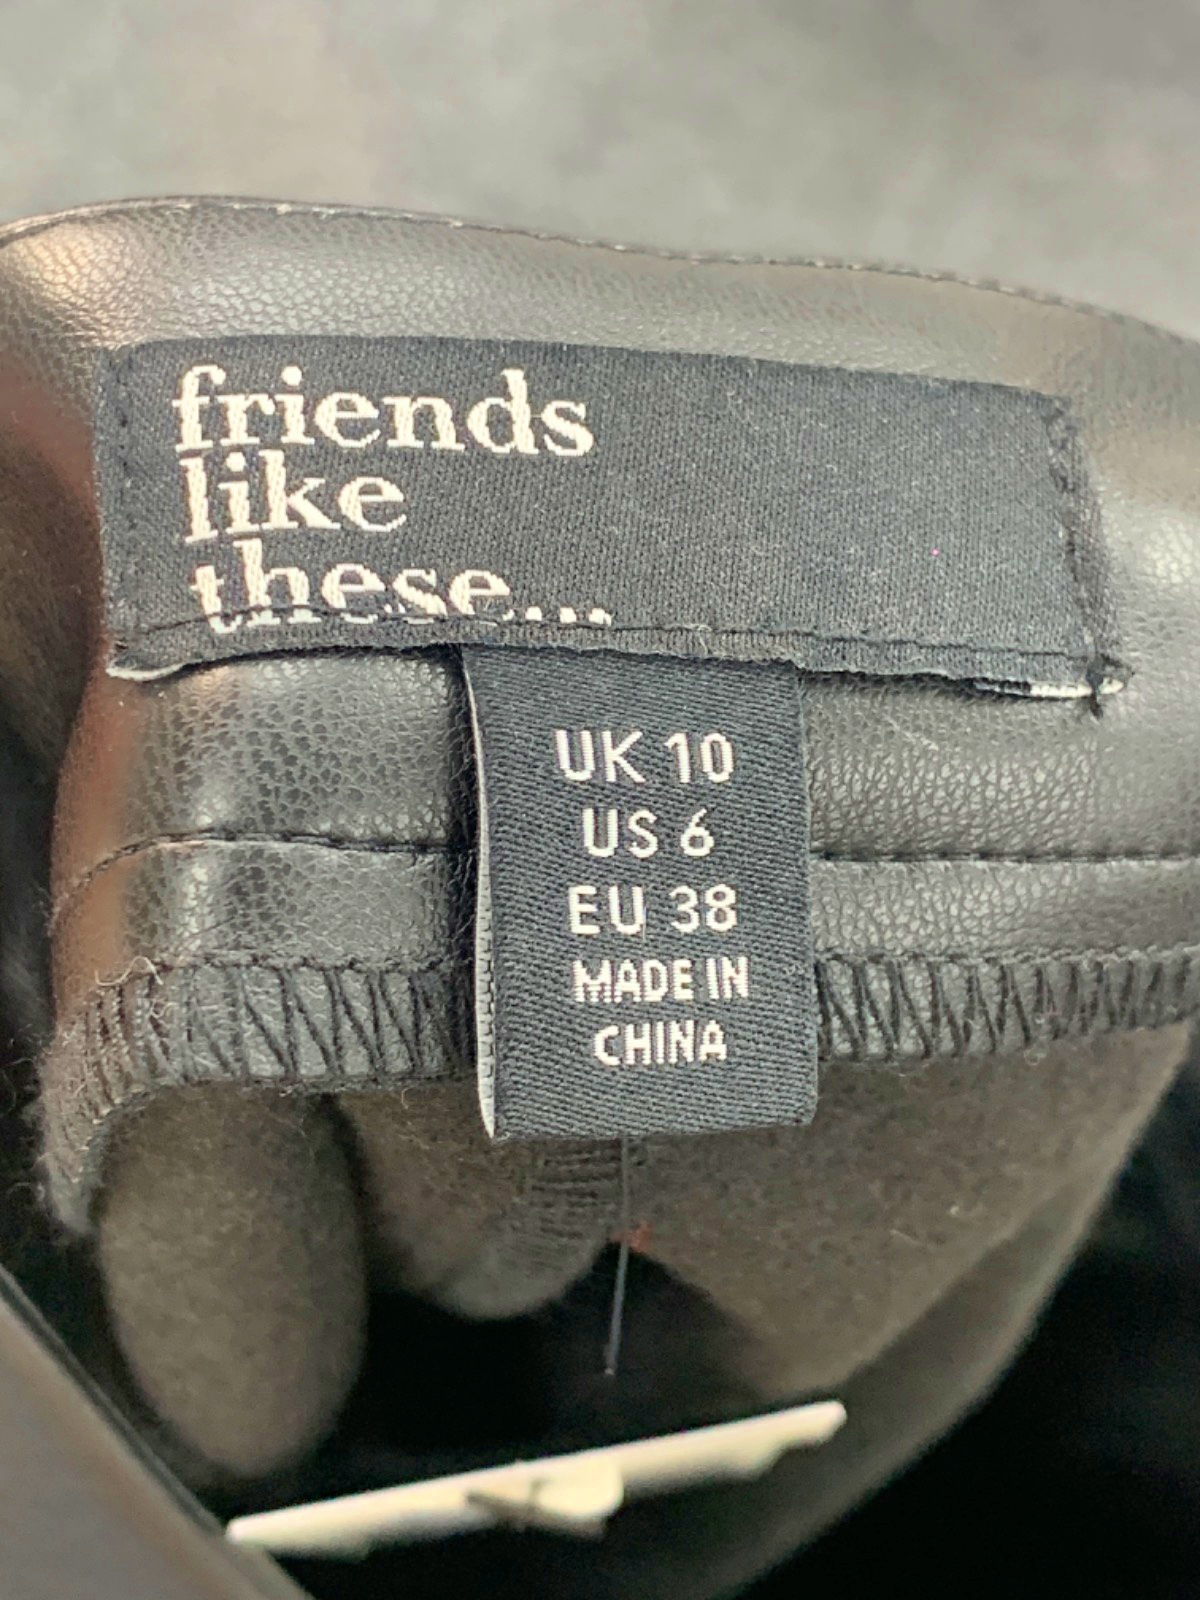 friends
like
these...
UK 10
US 6
EU 38
MADE IN
CHINA